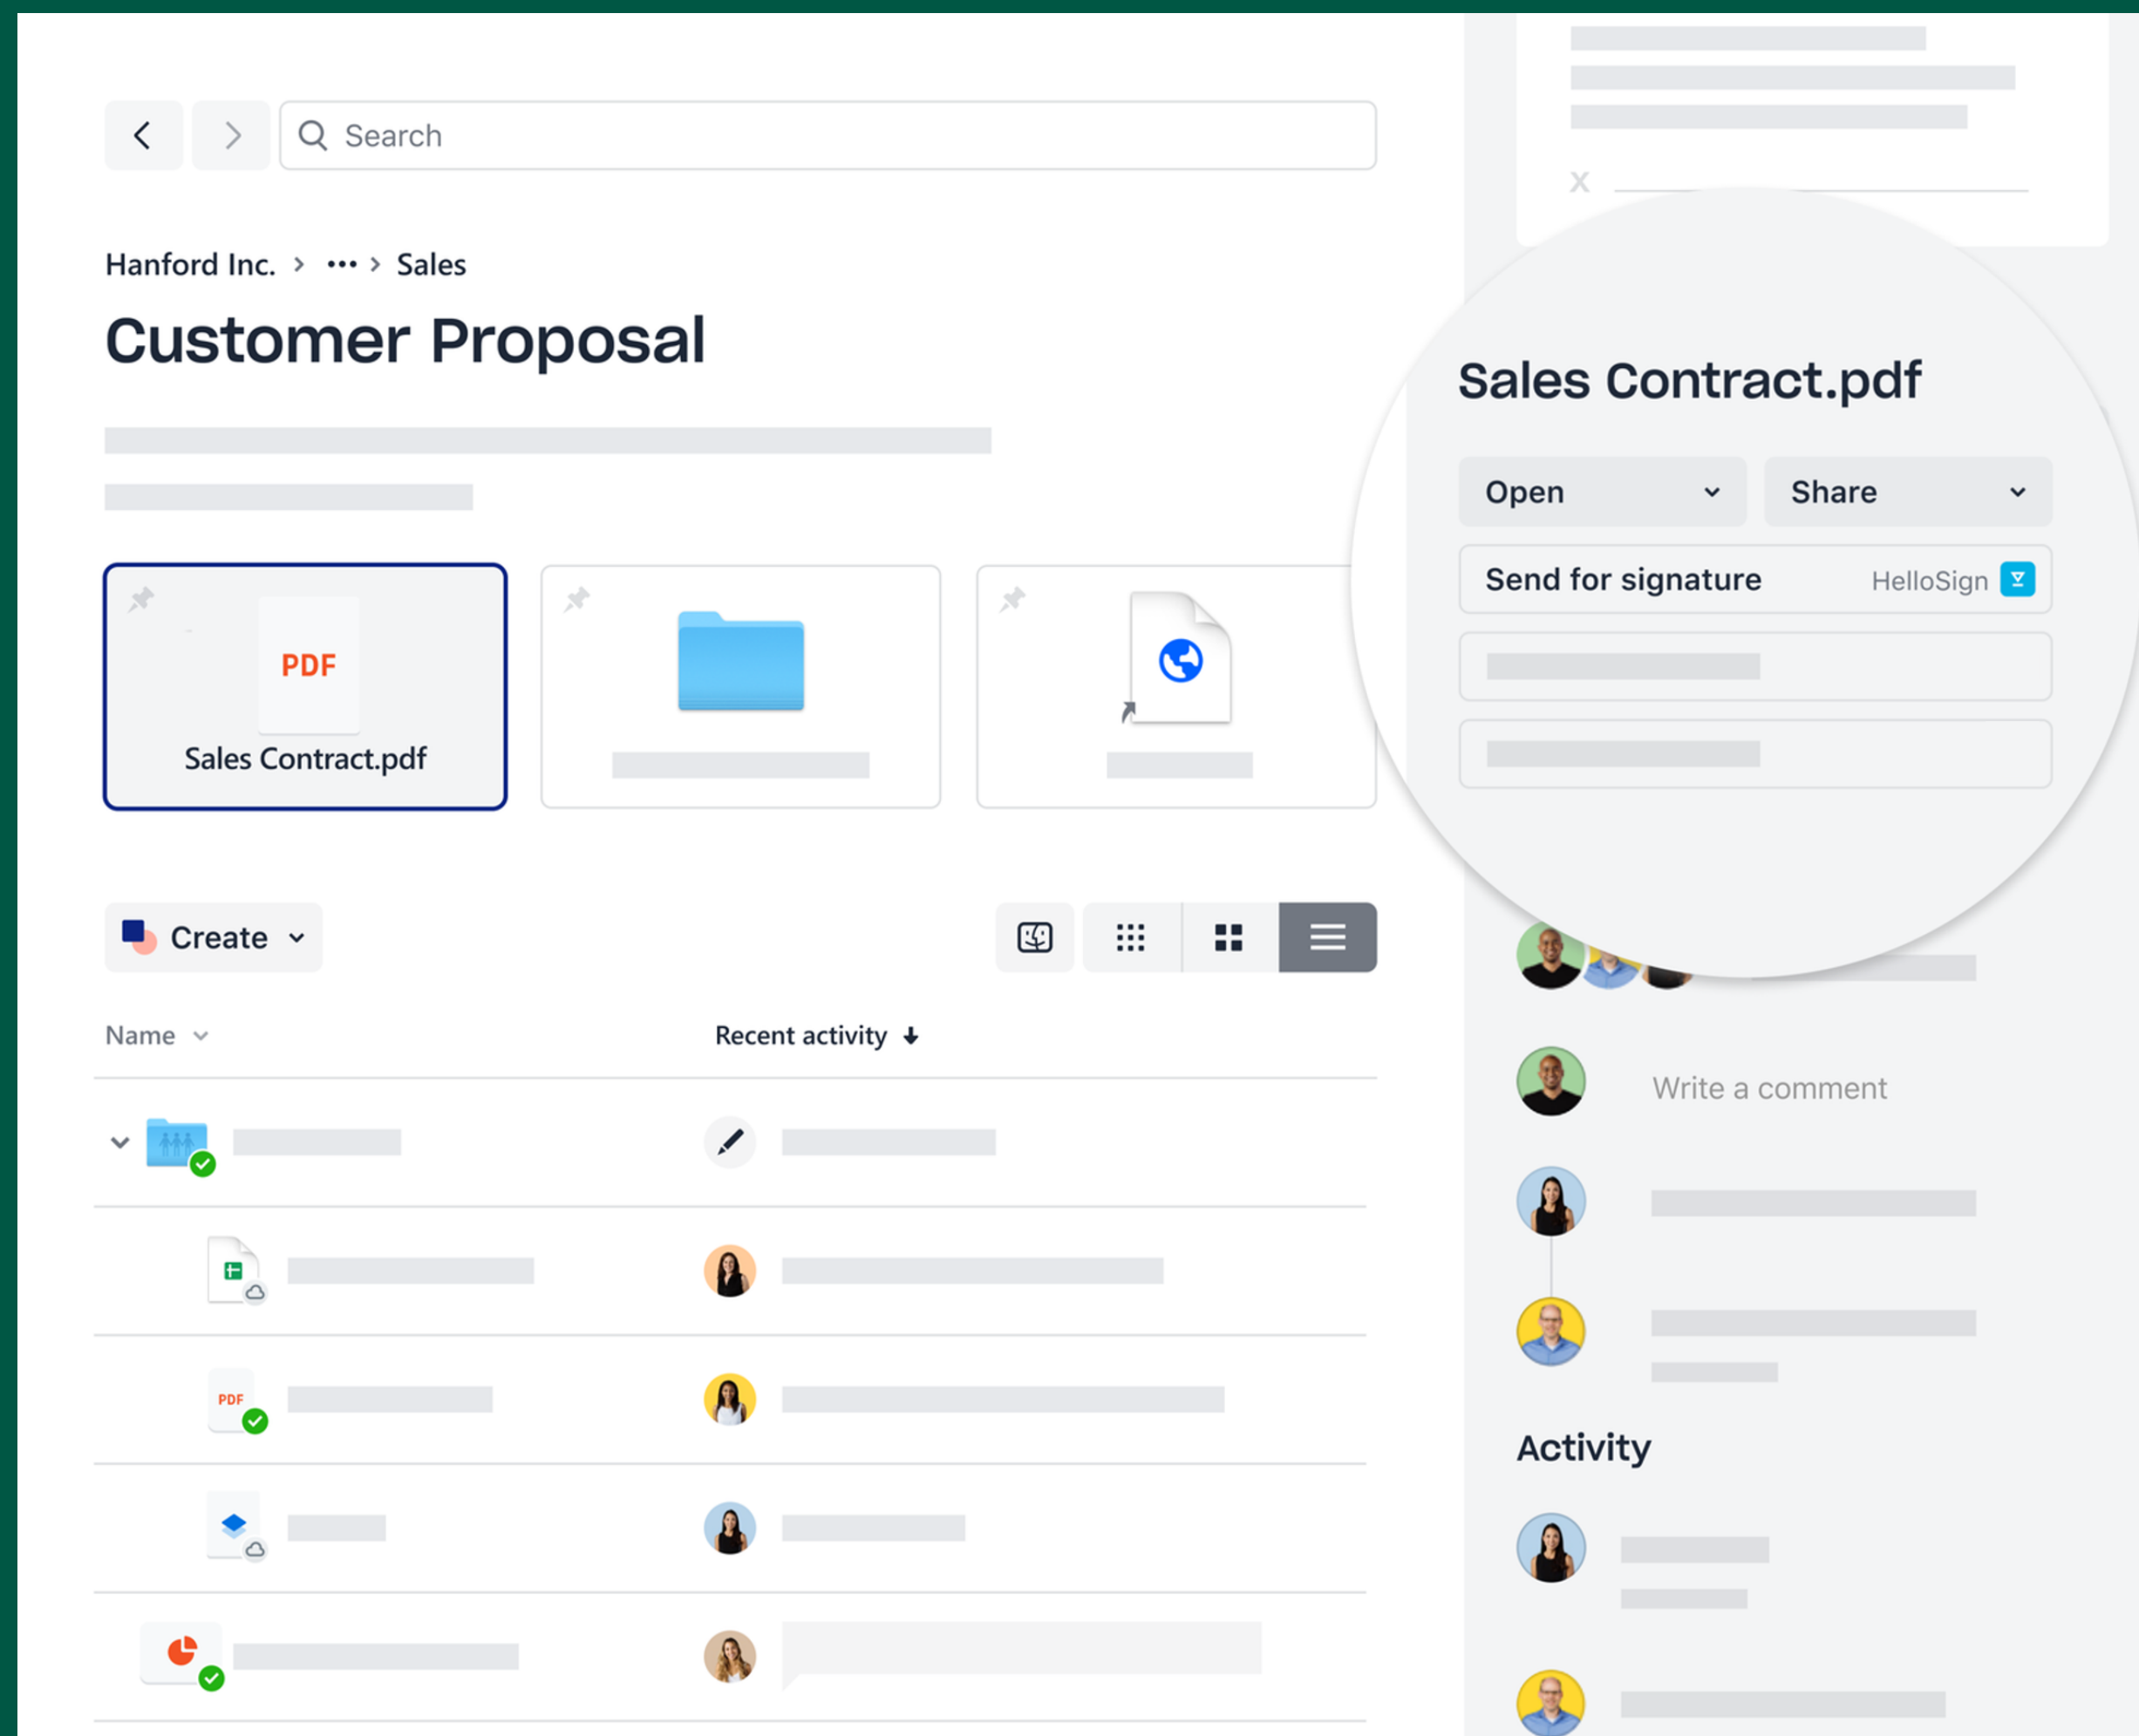 Search
Hanford Inc. > ••• > Sales
Customer Proposal
PDF
Sales Contract.pdf
Create
Name
Recent activity
PDF
x
Sales Contract.pdf
Open
Share
Send for signature HelloSign
Write a comment
Activity